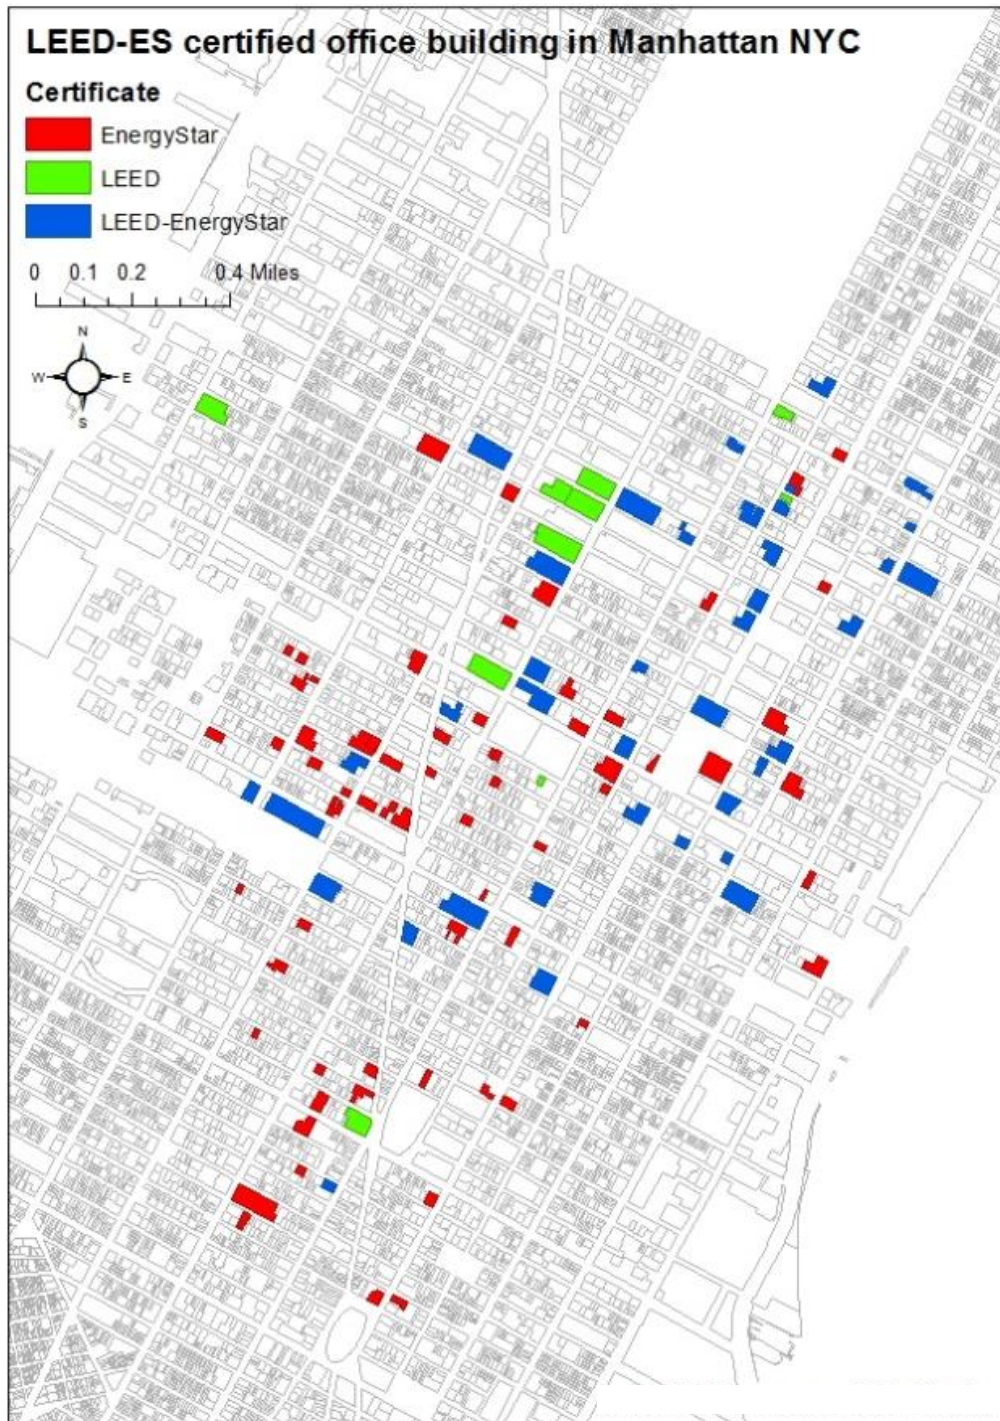 LEED-ES certified office building in Manhattan NYC
Certificate
EnergyStar
LEED
LEED-EnergyStar
0 0.1 0.2 0.4 Miles
N
W E
S